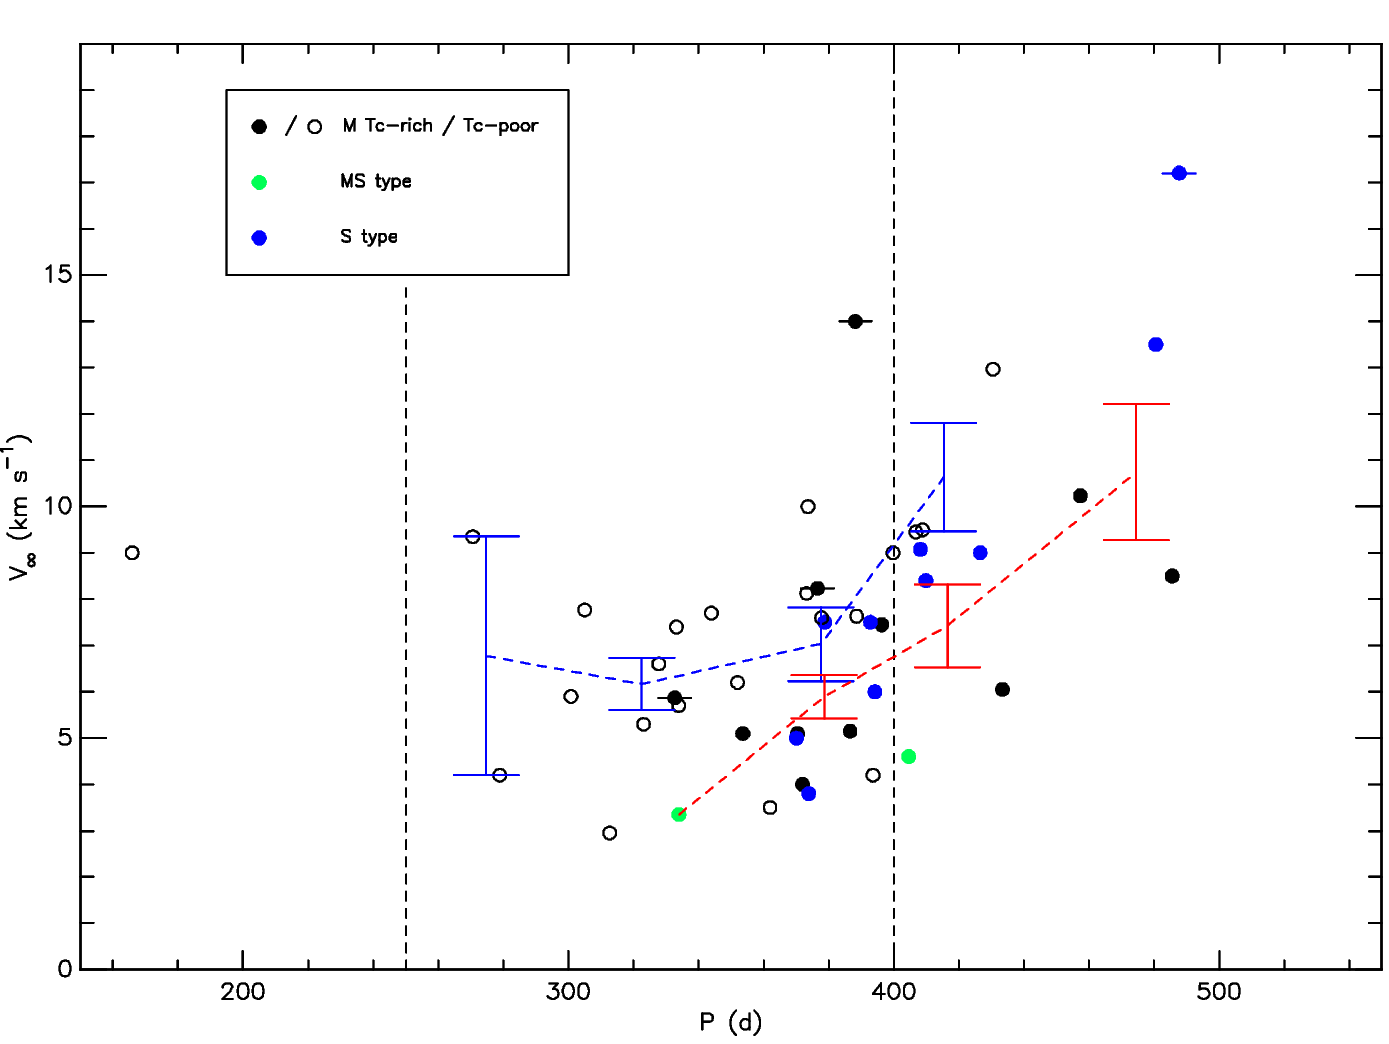 / M Tc-rich / Tc-poor
MS type
S type
15
10
5
0
V∞ (km s⁻¹)
200 300 400 500
P (d)